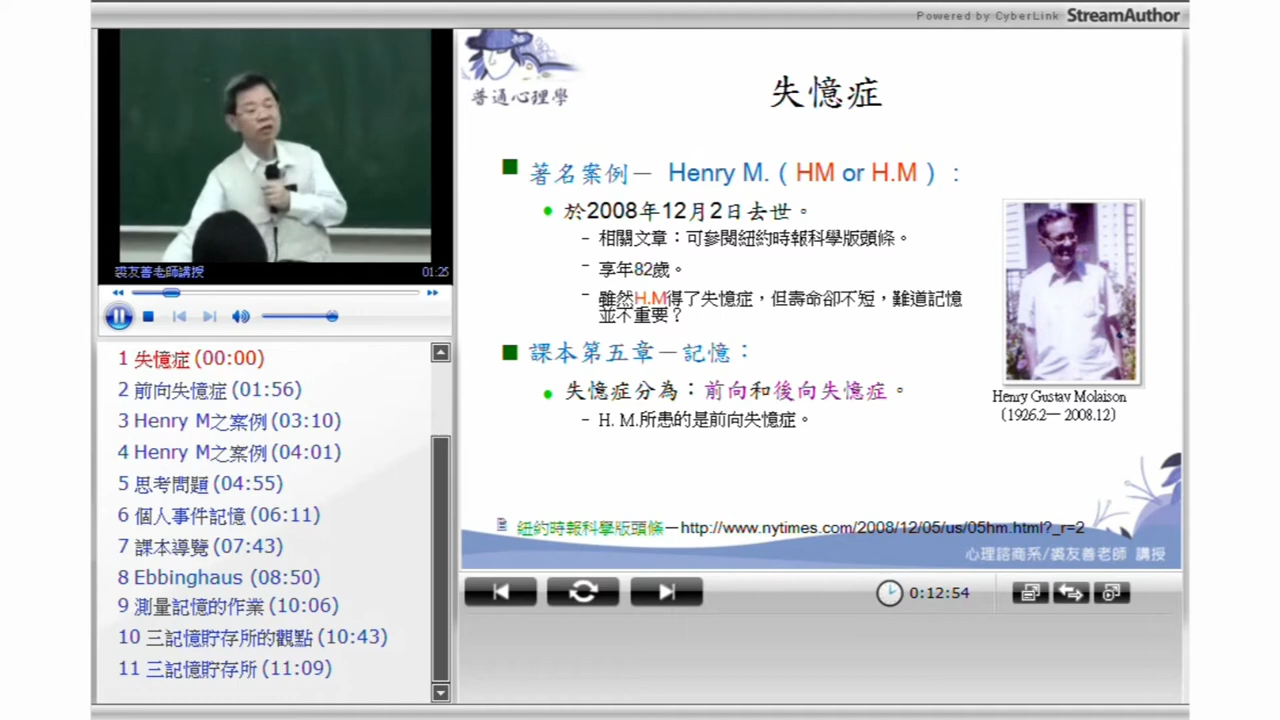 Powered by CyberLink StreamAuthor
普通心理學
失憶症
著名案例－ Henry M.（HM or H.M）：
於2008年12月2日去世。
－ 相關文章：可參閱紐約時報科學版頭條。
－ 享年82歲。
－ 雖然H.M得了失憶症，但壽命卻不短，難道記憶
並不重要？
課本第五章－記憶：
失憶症分為：前向和後向失憶症。
－ H. M.所患的是前向失憶症。
Henry Gustav Molaison
（1926.2─ 2008.12）
紐約時報科學版頭條－http://www.nytimes.com/2008/12/05/us/05hm.html?_r=2
心理諮商系/裘友善老師 講授
裘友善老師講授
01:25
1 失憶症 (00:00)
2 前向失憶症 (01:56)
3 Henry M之案例 (03:10)
4 Henry M之案例 (04:01)
5 思考問題 (04:55)
6 個人事件記憶 (06:11)
7 課本導覽 (07:43)
8 Ebbinghaus (08:50)
9 測量記憶的作業 (10:06)
10 三記憶貯存所的觀點 (10:43)
11 三記憶貯存所 (11:09)
0:12:54